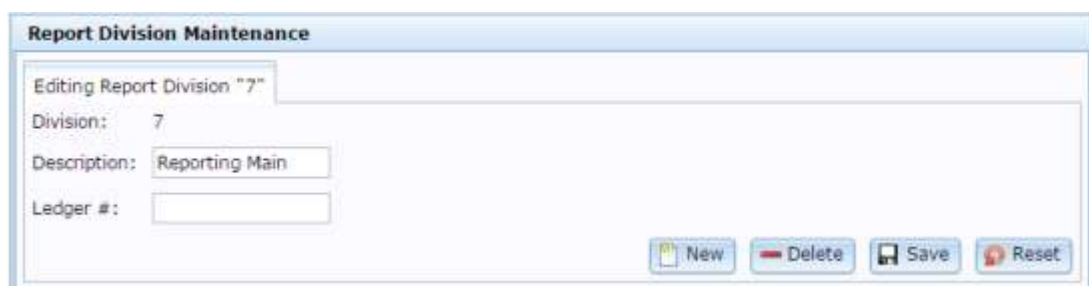 Report Division Maintenance
Editing Report Division "7"
Division: 7
Description: Reporting Main
Ledger #:
New Delete Save Reset